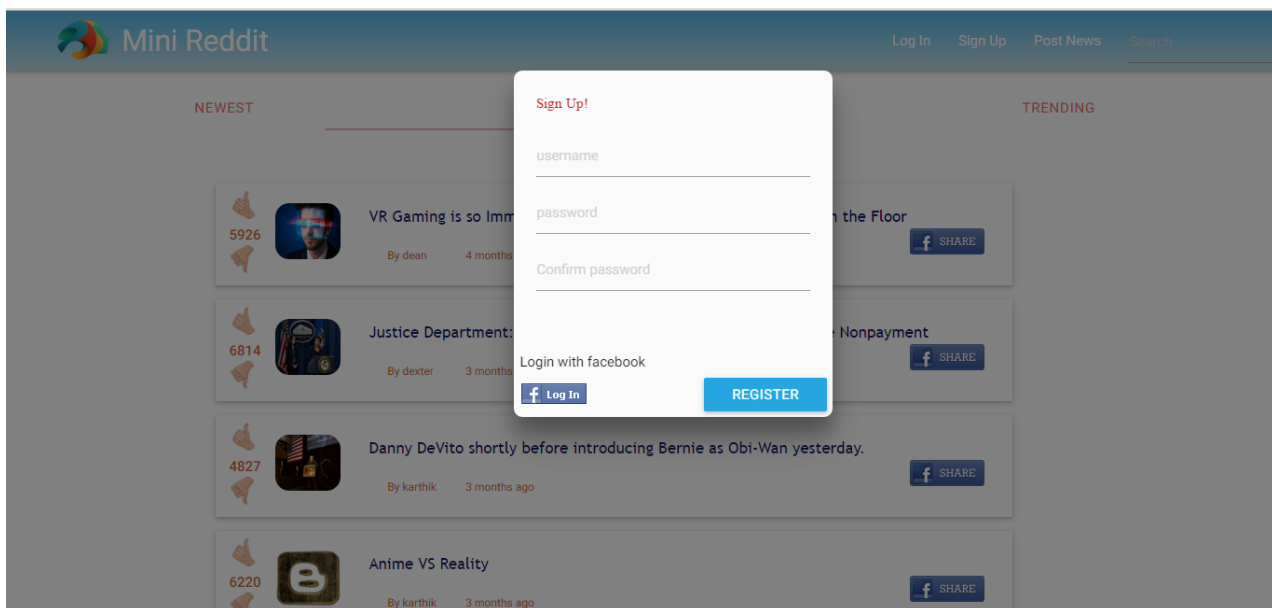 Mini Reddit
Log In Sign Up Post News Search
NEWEST TRENDING
Sign Up!
username
password
Confirm password
Login with facebook
f Log In
REGISTER
5926
VR Gaming is so Imm n the Floor
By dean 4 months
f SHARE
6814
Justice Department: Nonpayment
By dexter 3 months
f SHARE
4827
Danny DeVito shortly before introducing Bernie as Obi-Wan yesterday.
By karthik 3 months ago
f SHARE
6220
Anime VS Reality
By karthik 3 months ago
f SHARE